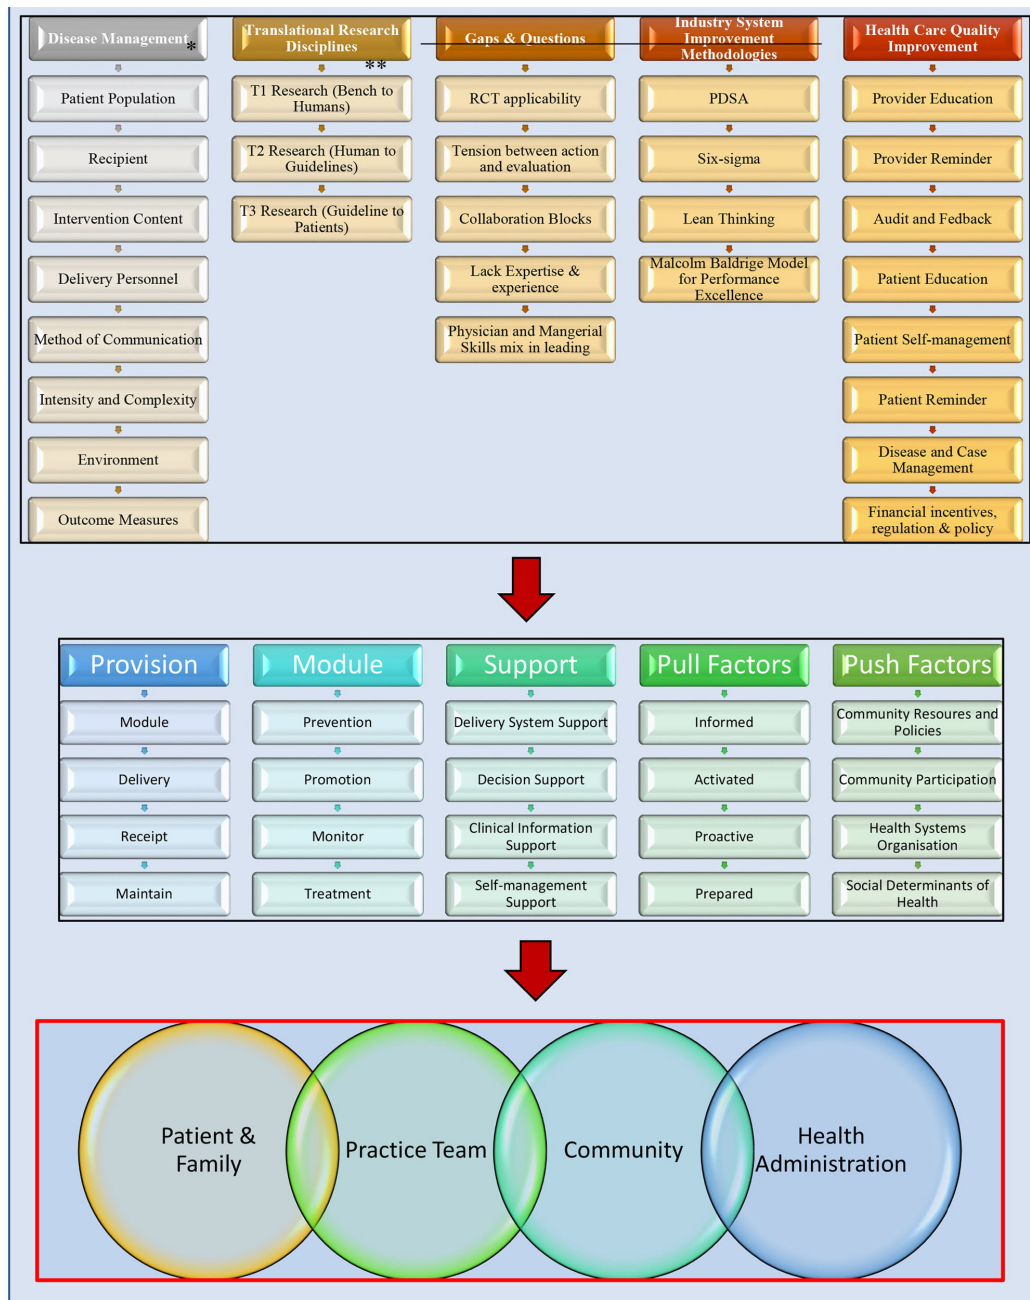 Disease Management
*
Patient Population
Recipient
Intervention Content
Delivery Personnel
Method of Communication
Intensity and Complexity
Environment
Outcome Measures
Translational Research
Disciplines
**
T1 Research (Bench to
Humans)
T2 Research (Human to
Guidelines)
T3 Research (Guideline to
Patients)
Gaps & Questions
RCT applicability
Tension between action
and evaluation
Collaboration Blocks
Lack Expertise &
experience
Physician and Mangerial
Skills mix in leading
Industry System
Improvement
Methodologies
PDSA
Six-sigma
Lean Thinking
Malcolm Baldrige Model
for Performance
Excellence
Health Care Quality
Improvement
Provider Education
Provider Reminder
Audit and Fedback
Patient Education
Patient Self-management
Patient Reminder
Disease and Case
Management
Financial incentives,
regulation & policy
Provision
Module
Delivery
Receipt
Maintain
Module
Prevention
Promotion
Monitor
Treatment
Support
Delivery System Support
Decision Support
Clinical Information
Support
Self-management
Support
Pull Factors
Informed
Activated
Proactive
Prepared
Push Factors
Community Resoures and
Policies
Community Participation
Health Systems
Organisation
Social Determinants of
Health
Patient &
Family
Practice Team
Community
Health
Administration